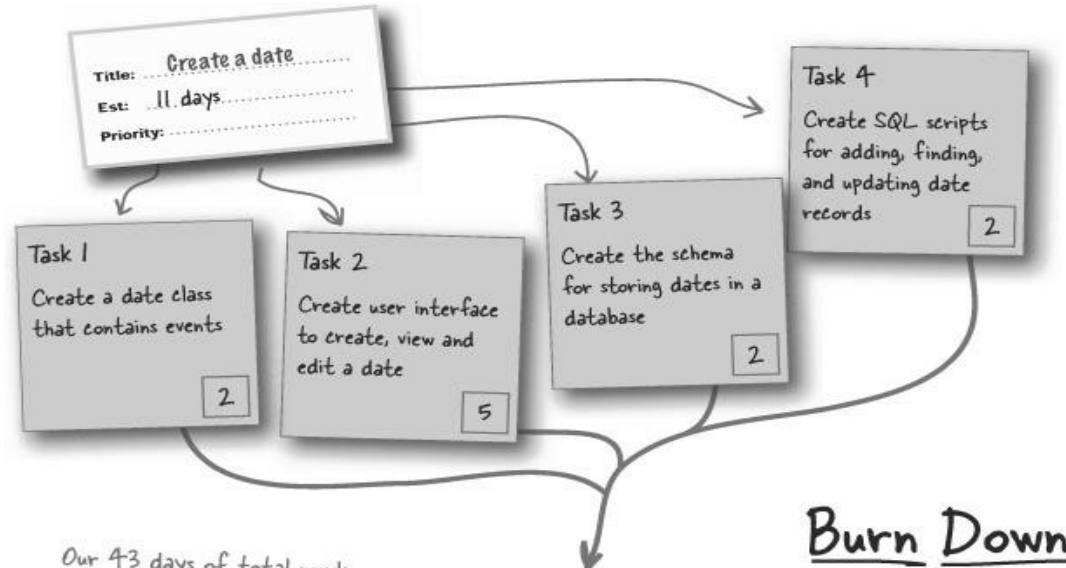 Title: Create a date
Est: 11 days
Priority:
Task 4
Create SQL scripts
for adding, finding,
and updating date
records
2
Task 3
Create the schema
for storing dates in a
database
2
Task 1
Create a date class
that contains events
2
Task 2
Create user interface
to create, view and
edit a date
5
Burn Down
Our 43 days of total work